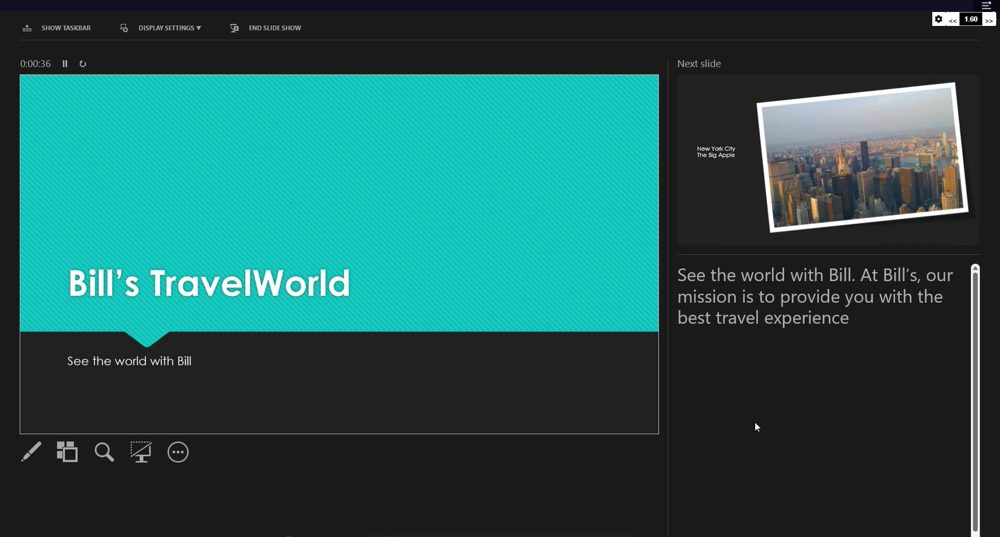 << 1.60 >>
SHOW TASKBAR DISPLAY SETTINGS ▼ END SLIDE SHOW
0:00:36
Next slide
New York City
The Big Apple
Bill's TravelWorld
See the world with Bill
See the world with Bill. At Bill's, our
mission is to provide you with the
best travel experience